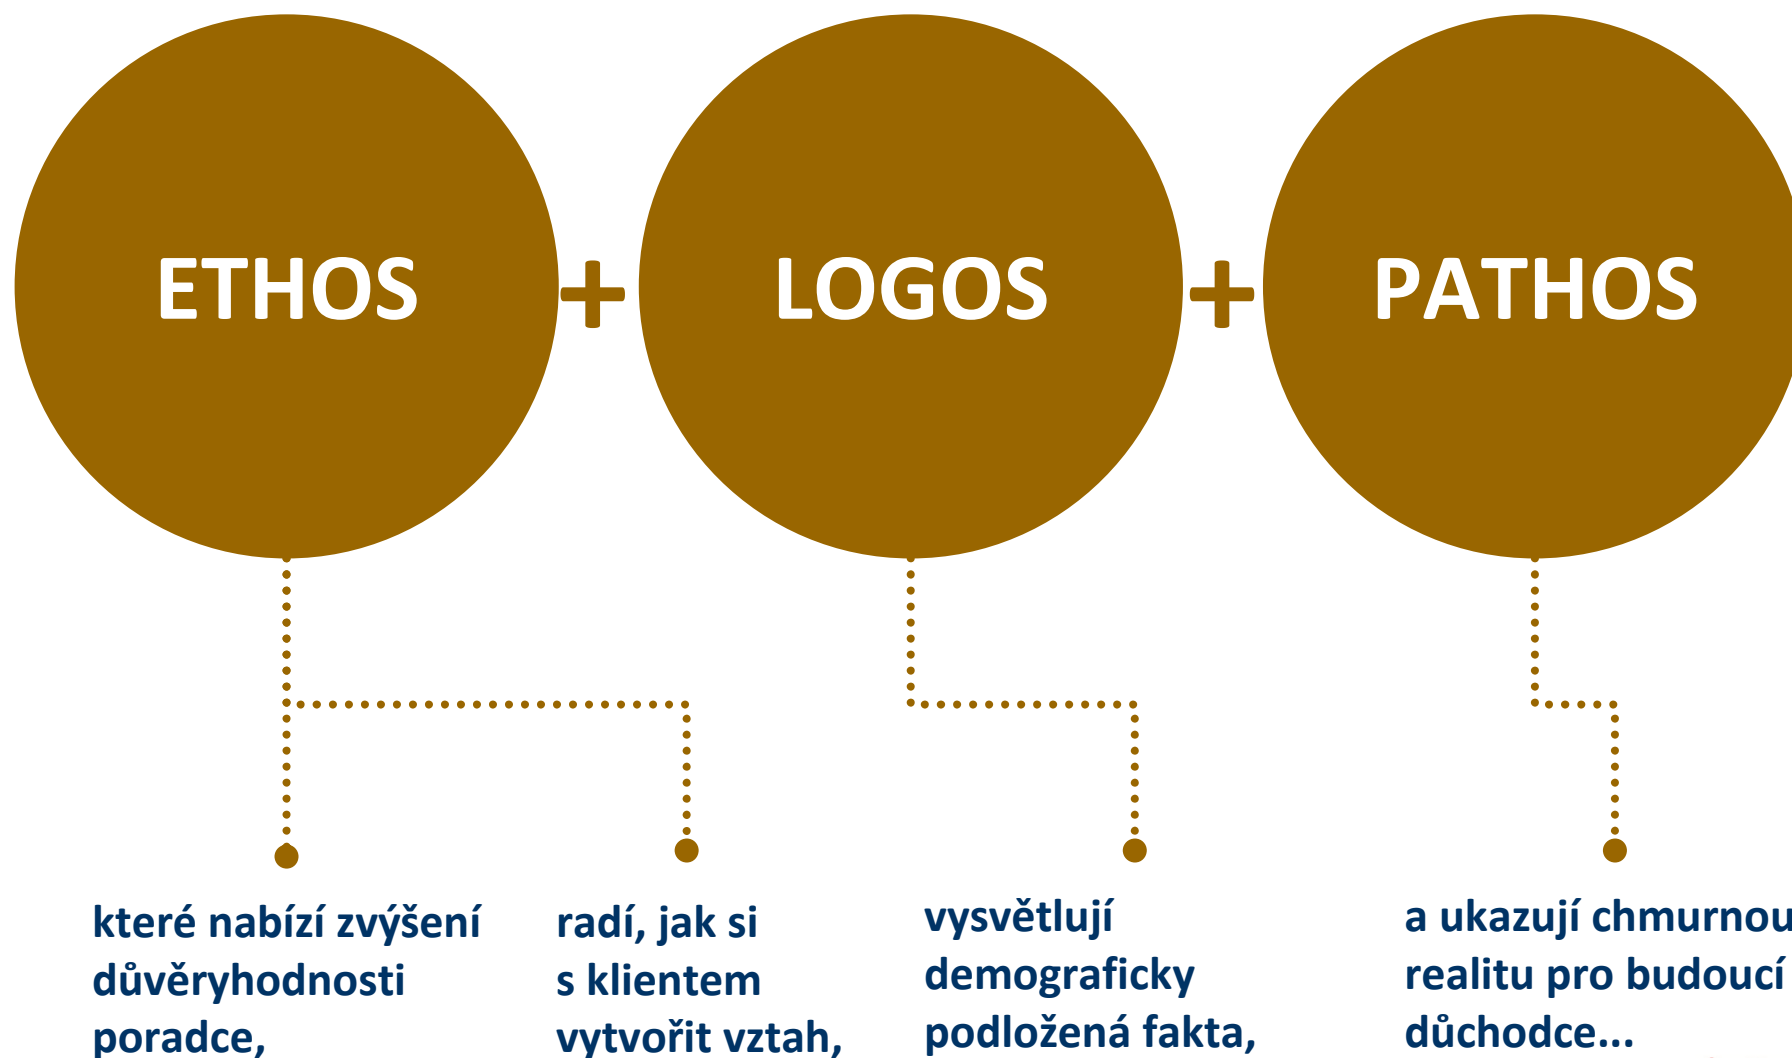 ETHOS + LOGOS + PATHOS
které nabízí zvýšení
důvěryhodnosti
poradce,
radí, jak si
s klientem
vytvořit vztah,
vysvětlují
demograficky
podložená fakta,
a ukazují chmurnou
realitu pro budoucí
důchodce...